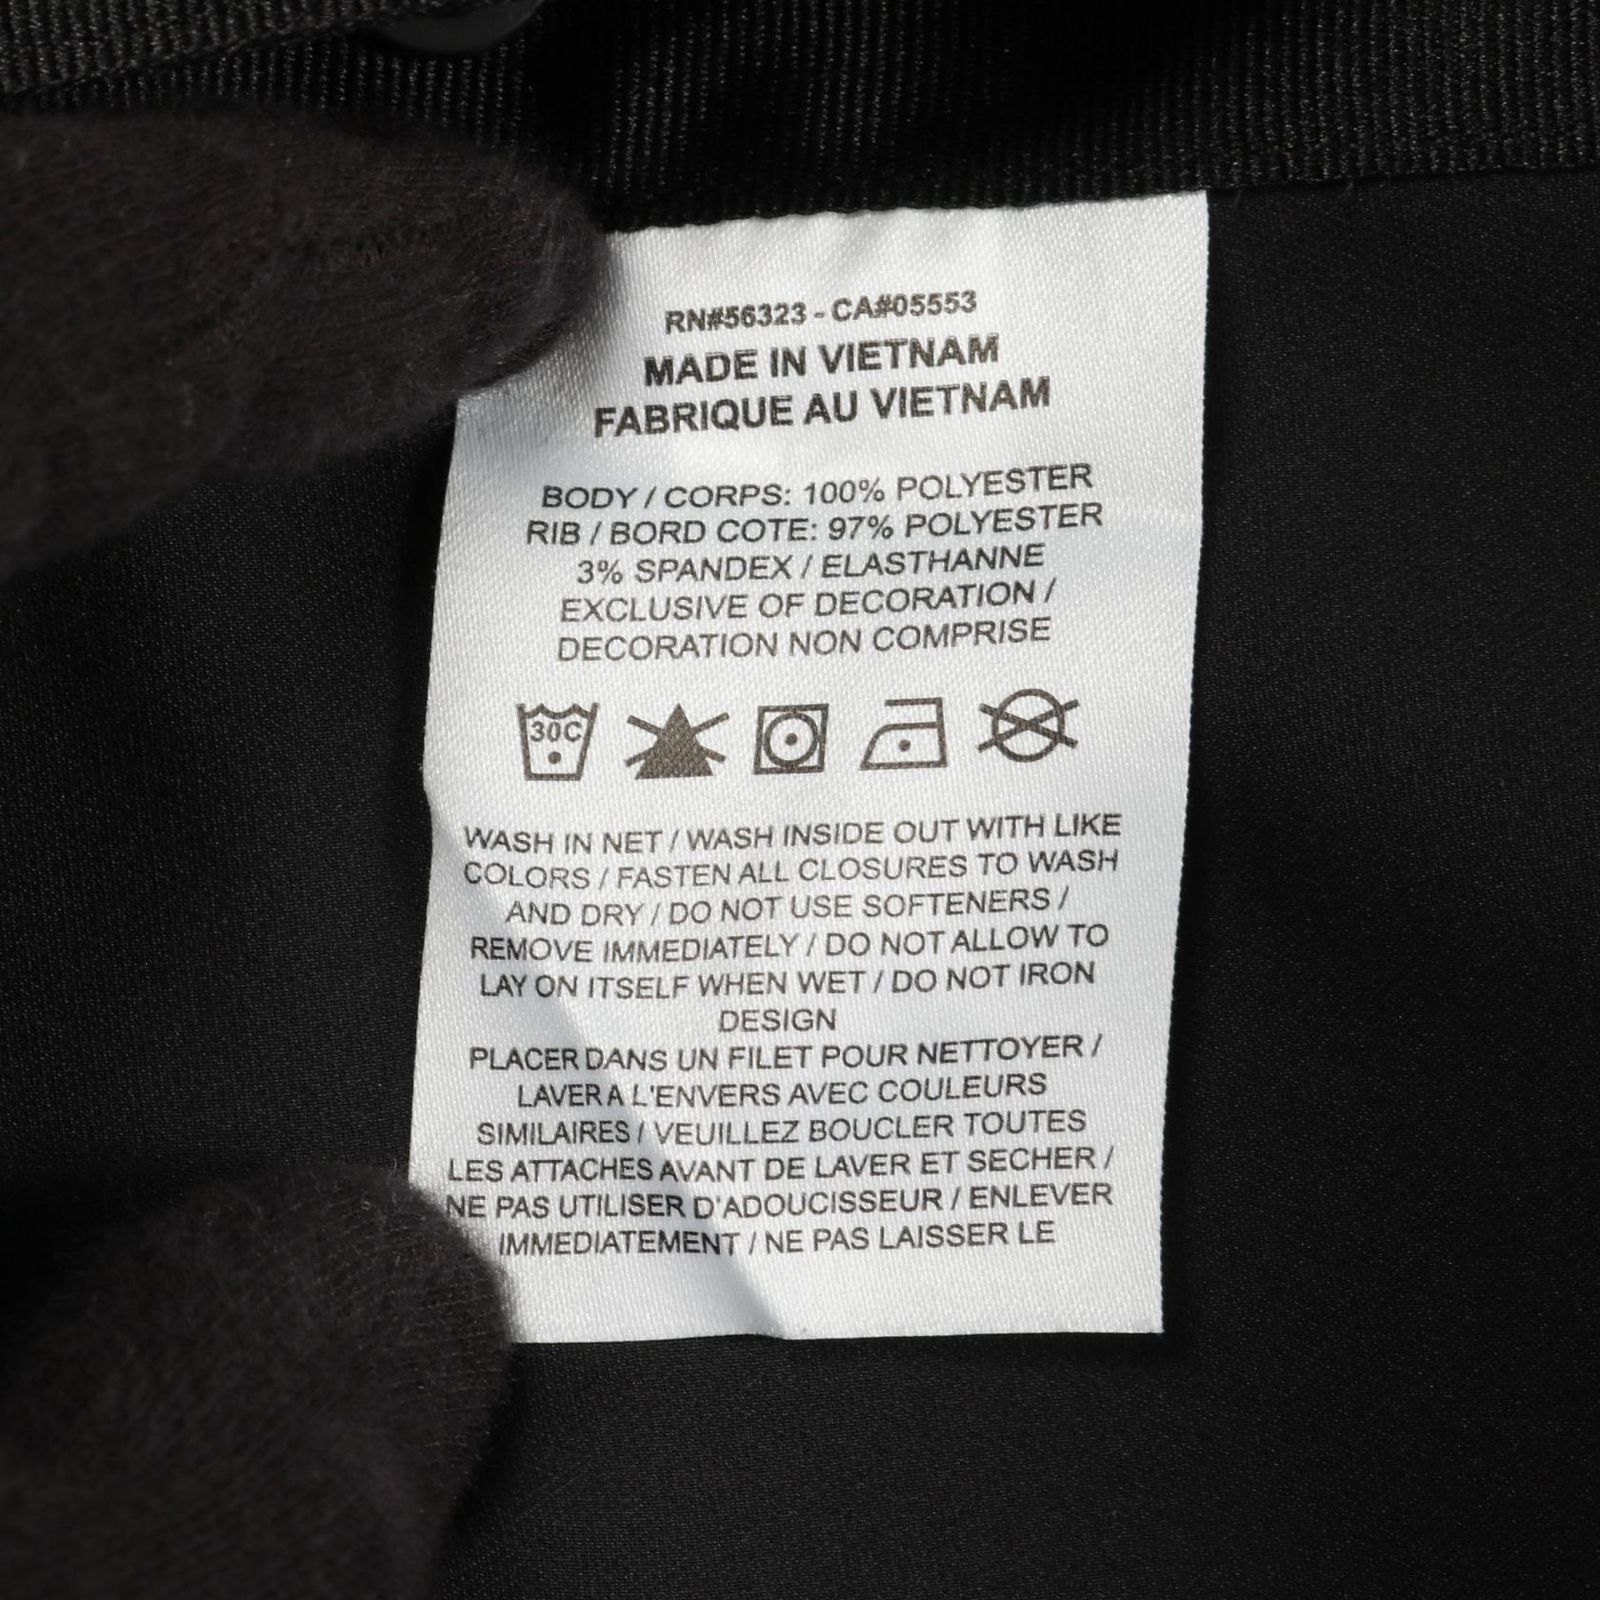 RN#56323 - CA#05553
MADE IN VIETNAM
FABRIQUE AU VIETNAM
BODY / CORPS: 100% POLYESTER
RIB / BORD COTE: 97% POLYESTER
3% SPANDEX / ELASTHANNE
EXCLUSIVE OF DECORATION /
DECORATION NON COMPRISE
30C
WASH IN NET / WASH INSIDE OUT WITH LIKE
COLORS / FASTEN ALL CLOSURES TO WASH
AND DRY / DO NOT USE SOFTENERS /
REMOVE IMMEDIATELY / DO NOT ALLOW TO
LAY ON ITSELF WHEN WET / DO NOT IRON
DESIGN
PLACER DANS UN FILET POUR NETTOYER /
LAVER A L'ENVERS AVEC COULEURS
SIMILAIRES / VEUILLEZ BOUCLER TOUTES
LES ATTACHES AVANT DE LAVER ET SECHER /
NE PAS UTILISER D'ADOUCISSEUR / ENLEVER
IMMEDIATEMENT / NE PAS LAISSER LE